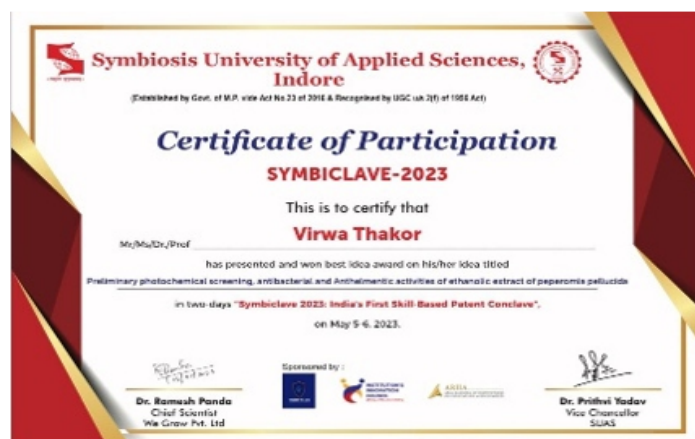 Symbiosis University of Applied Sciences,
Indore
(Established by Govt. of M.P. vide Act No.23 of 2016 & Recognised by UGC u/s 2(f) of 1956 Act)
Certificate of Participation
SYMBICLAVE-2023
This is to certify that
Mr/Ms/Dr./Prof Virwa Thakor
has presented and won best idea award on his/her idea titled
Preliminary photochemical screening, antibacterial and Anthelmentic activities of ethanolic extract of peperomia pellucida
in two-days "Symbiclave 2023: India's First Skill-Based Patent Conclave",
on May 5-6, 2023.
Sponsored by :
INSTITUTION'S
INNOVATION
COUNCIL
Dr. Ramesh Panda
Chief Scientist
We Grow Pvt. Ltd
Dr. Prithvi Yadav
Vice Chancellor
SUAS